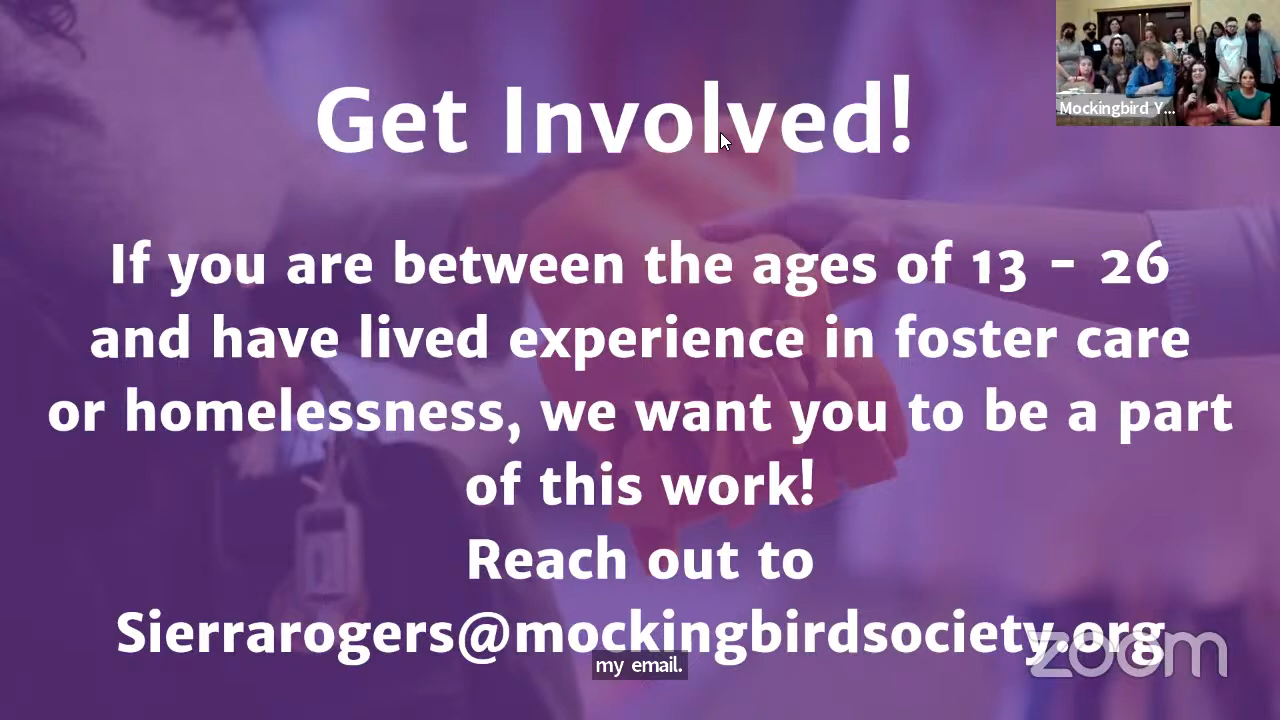 Get Involved!
Mockingbird Y...
If you are between the ages of 13 - 26
and have lived experience in foster care
or homelessness, we want you to be a part
of this work!
Reach out to
Sierrarogers@mockingbirdsociety.org
my email.
zoom